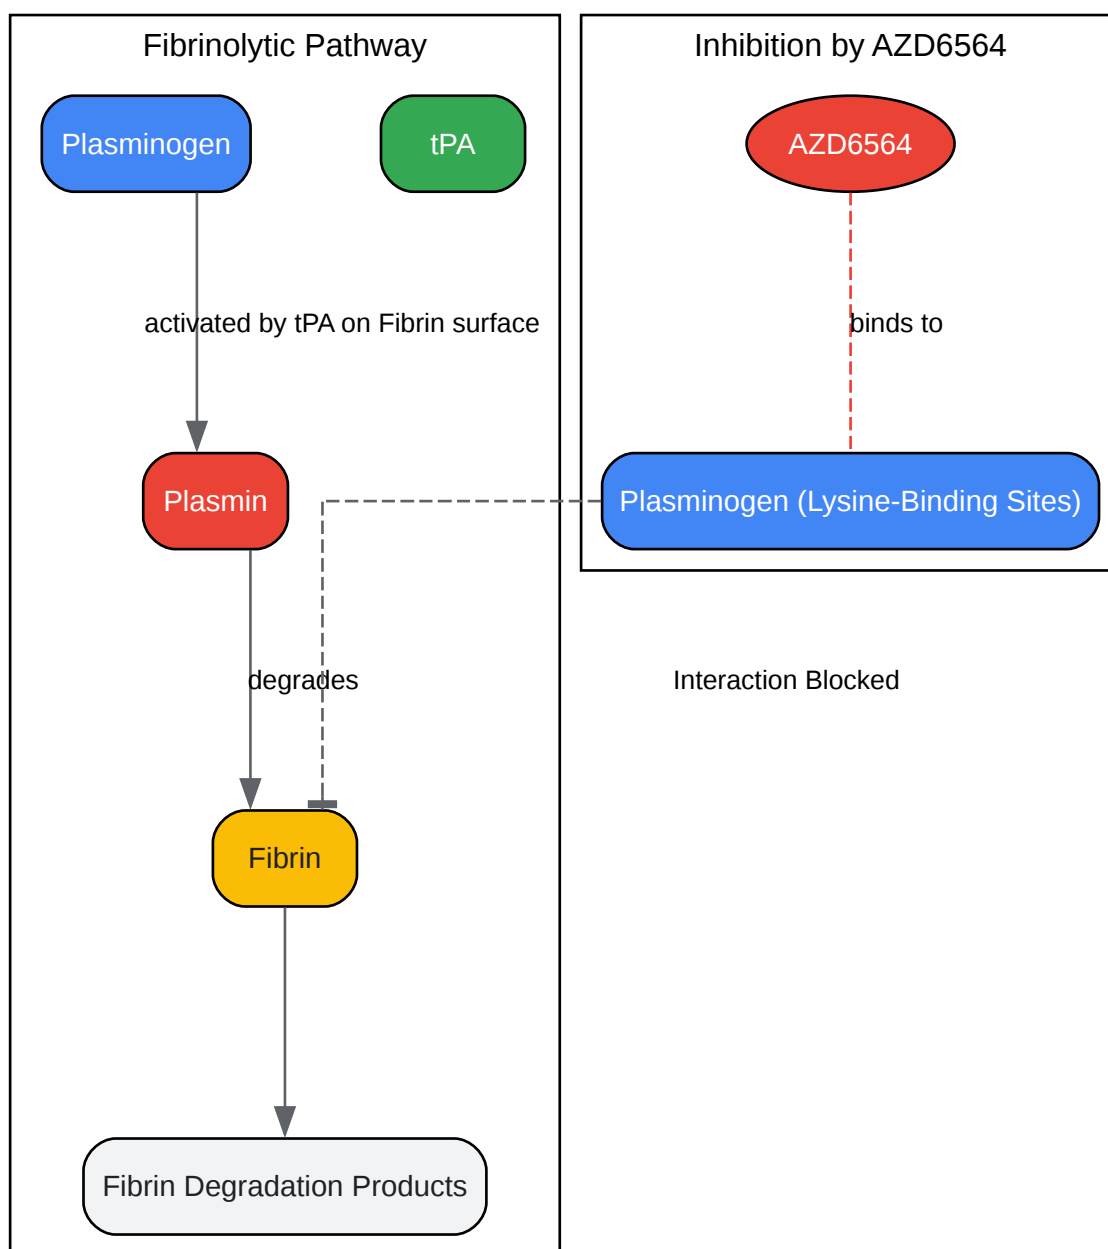 Fibrinolytic Pathway
Plasminogen
tPA
activated by tPA on Fibrin surface
Plasmin
degrades
Fibrin
Fibrin Degradation Products
Inhibition by AZD6564
AZD6564
binds to
Plasminogen (Lysine-Binding Sites)
Interaction Blocked